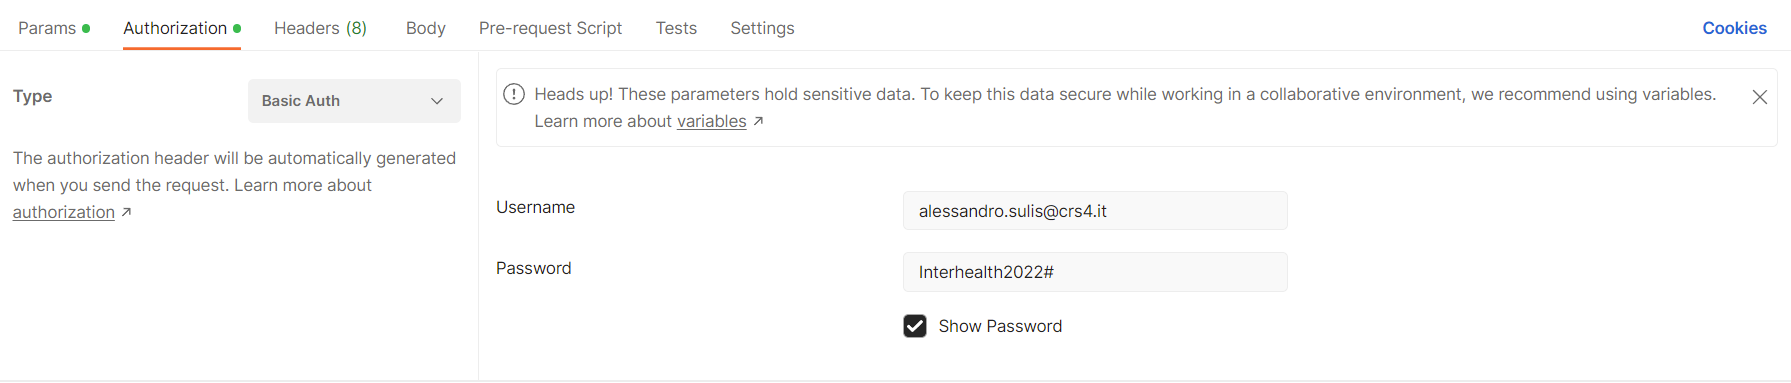 Params Authorization Headers (8) Body Pre-request Script Tests Settings Cookies
Type Basic Auth
The authorization header will be automatically generated
when you send the request. Learn more about
authorization ↗
Heads up! These parameters hold sensitive data. To keep this data secure while working in a collaborative environment, we recommend using variables.
Learn more about variables ↗
Username alessandro.sulis@crs4.it
Password Interhealth2022#
Show Password